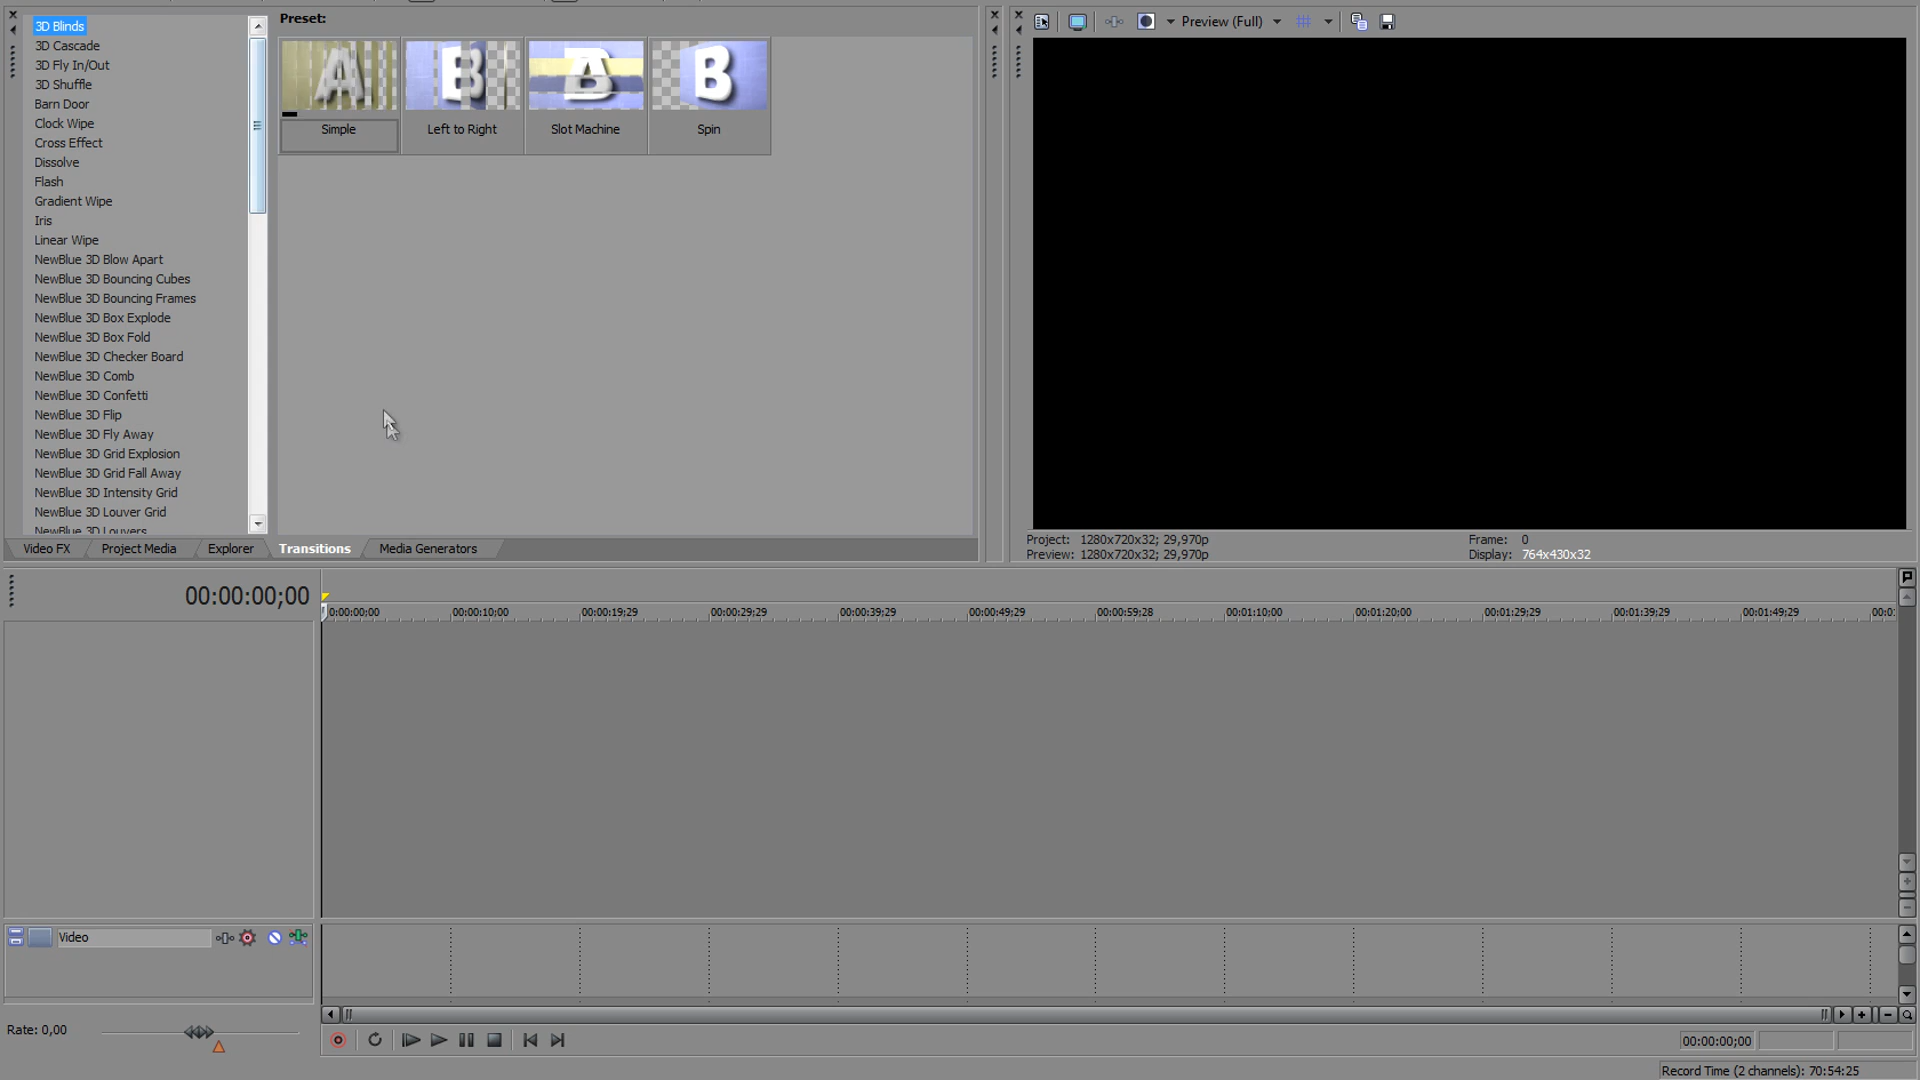 Preset:
3D Blinds
3D Cascade
3D Fly In/Out
3D Shuffle
Barn Door
Clock Wipe
Cross Effect
Dissolve
Flash
Gradient Wipe
Iris
Linear Wipe
NewBlue 3D Blow Apart
NewBlue 3D Bouncing Cubes
NewBlue 3D Bouncing Frames
NewBlue 3D Box Explode
NewBlue 3D Box Fold
NewBlue 3D Checker Board
NewBlue 3D Comb
NewBlue 3D Confetti
NewBlue 3D Flip
NewBlue 3D Fly Away
NewBlue 3D Grid Explosion
NewBlue 3D Grid Fall Away
NewBlue 3D Intensity Grid
NewBlue 3D Louver Grid
NewBlue 3D Louvers
A B B B
Simple Left to Right Slot Machine Spin
Preview (Full)
Video FX Project Media Explorer Transitions Media Generators
Project: 1280x720x32; 29,970p Frame: 0
Preview: 1280x720x32; 29,970p Display: 764x430x32
00:00:00;00
0:00:00;00 00:00:10;00 00:00:19;29 00:00:29;29 00:00:39;29 00:00:49;29 00:00:59;28 00:01:10;00 00:01:20;00 00:01:29;29 00:01:39;29 00:01:49;29 00:0
Video
Rate: 0,00
00:00:00;00
Record Time (2 channels): 70:54:25